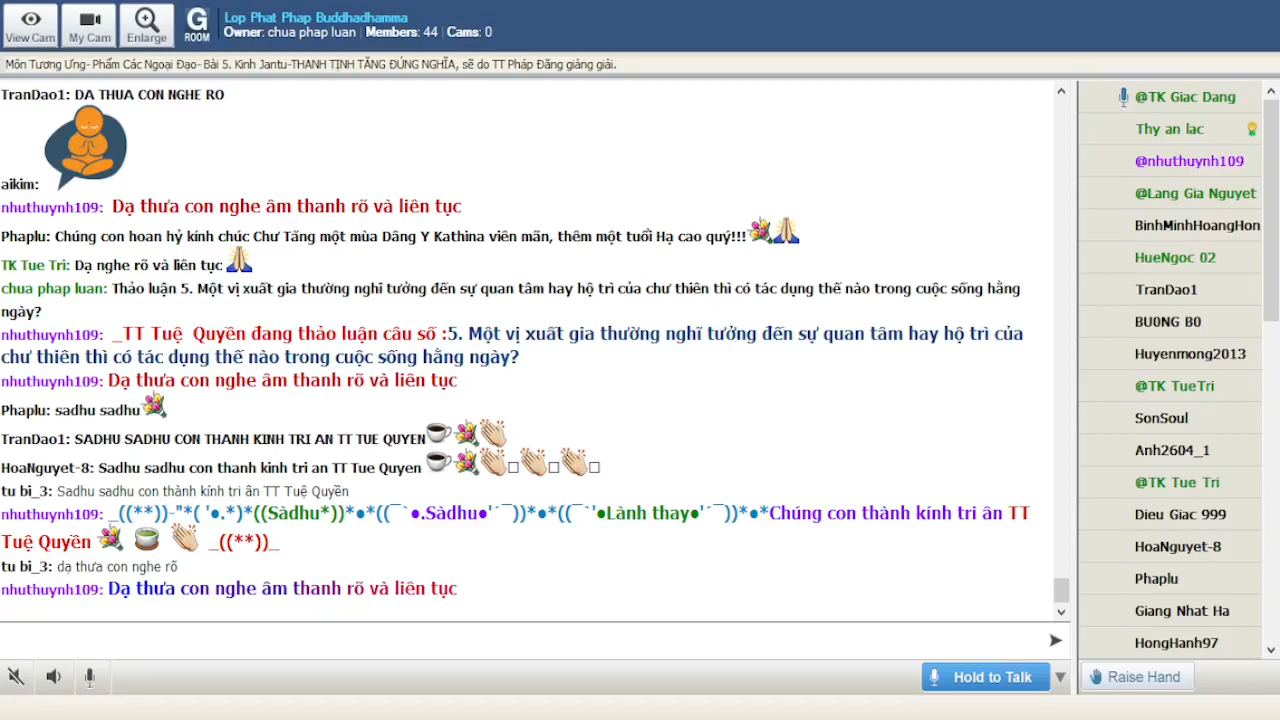 View Cam
My Cam
Enlarge
G
ROOM
Lop Phat Phap Buddhadhamma
Owner: chua phap luan | Members: 44 | Cams: 0
Môn Tương Ưng- Phẩm Các Ngoại Đạo- Bài 5. Kinh Jantu-THANH TỊNH TĂNG ĐÚNG NGHĨA, sẽ do TT Pháp Đăng giảng giải.
TranDao1: DA THUA CON NGHE RO
aikim:
nhuthuynh109: Dạ thưa con nghe âm thanh rõ và liên tục
Phaplu: Chúng con hoan hỷ kính chúc Chư Tăng một mùa Dâng Y Kathina viên mãn, thêm một tuổi Hạ cao quý!!!
TK Tue Tri: Dạ nghe rõ và liên tục
chua phap luan: Thảo luận 5. Một vị xuất gia thường nghĩ tưởng đến sự quan tâm hay hộ trì của chư thiên thì có tác dụng thế nào trong cuộc sống hằng
ngày?
nhuthuynh109: _TT Tuệ Quyền đang thảo luận câu số :5. Một vị xuất gia thường nghĩ tưởng đến sự quan tâm hay hộ trì của
chư thiên thì có tác dụng thế nào trong cuộc sống hằng ngày?
nhuthuynh109: Dạ thưa con nghe âm thanh rõ và liên tục
Phaplu: sadhu sadhu
TranDao1: SADHU SADHU CON THANH KINH TRI AN TT TUE QUYEN
HoaNguyet-8: Sadhu sadhu con thanh kinh tri an TT Tue Quyen
tu bi_3: Sadhu sadhu con thành kính tri ân TT Tuệ Quyền
nhuthuynh109: _((**))-"*( '●.*)*((Sàdhu*))*●*((¯`●.Sàdhu●'´¯))*●*((¯`'●Lành thay●'´¯))*●*Chúng con thành kính tri ân TT
Tuệ Quyền _((**))_
tu bi_3: dạ thưa con nghe rõ
nhuthuynh109: Dạ thưa con nghe âm thanh rõ và liên tục
@TK Giac Dang
Thy an lac
@nhuthuynh109
@Lang Gia Nguyet
BinhMinhHoangHon
HueNgoc 02
TranDao1
BU0NG B0
Huyenmong2013
@TK TueTri
SonSoul
Anh2604_1
@TK Tue Tri
Dieu Giac 999
HoaNguyet-8
Phaplu
Giang Nhat Ha
HongHanh97
Hold to Talk
Raise Hand